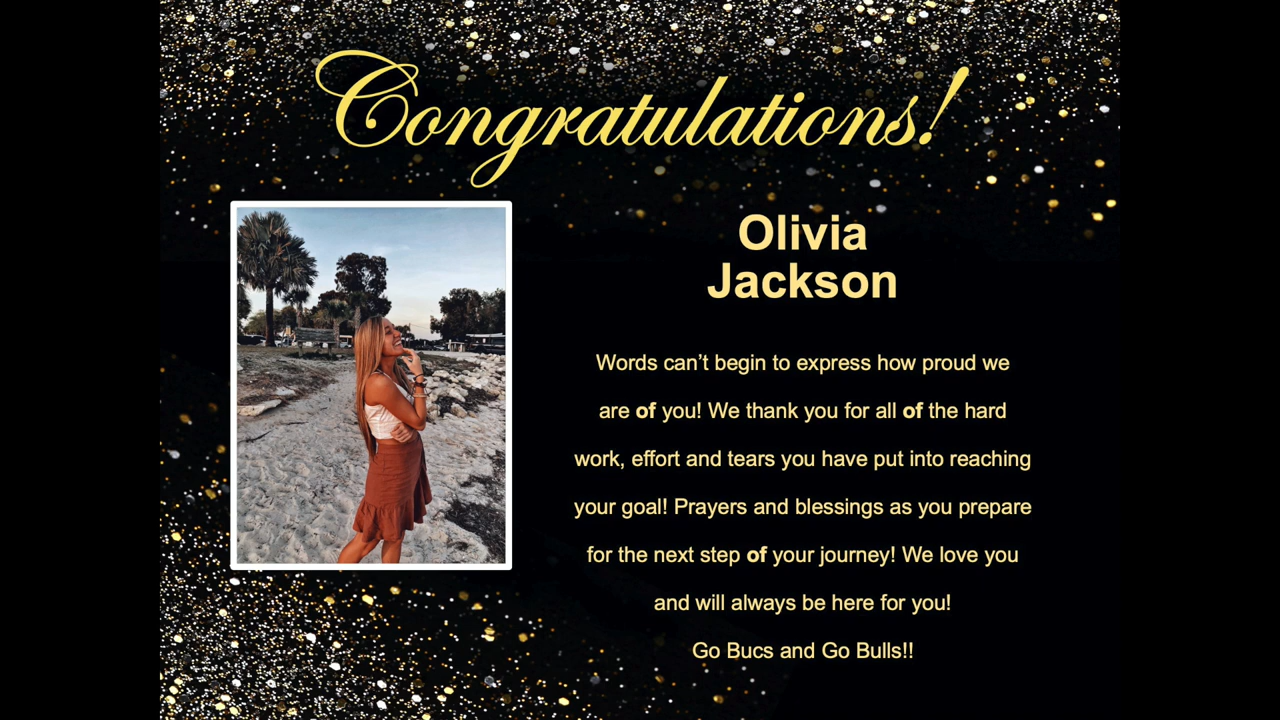 Congratulations!
Olivia
Jackson
Words can’t begin to express how proud we
are of you! We thank you for all of the hard
work, effort and tears you have put into reaching
your goal! Prayers and blessings as you prepare
for the next step of your journey! We love you
and will always be here for you!
Go Bucs and Go Bulls!!